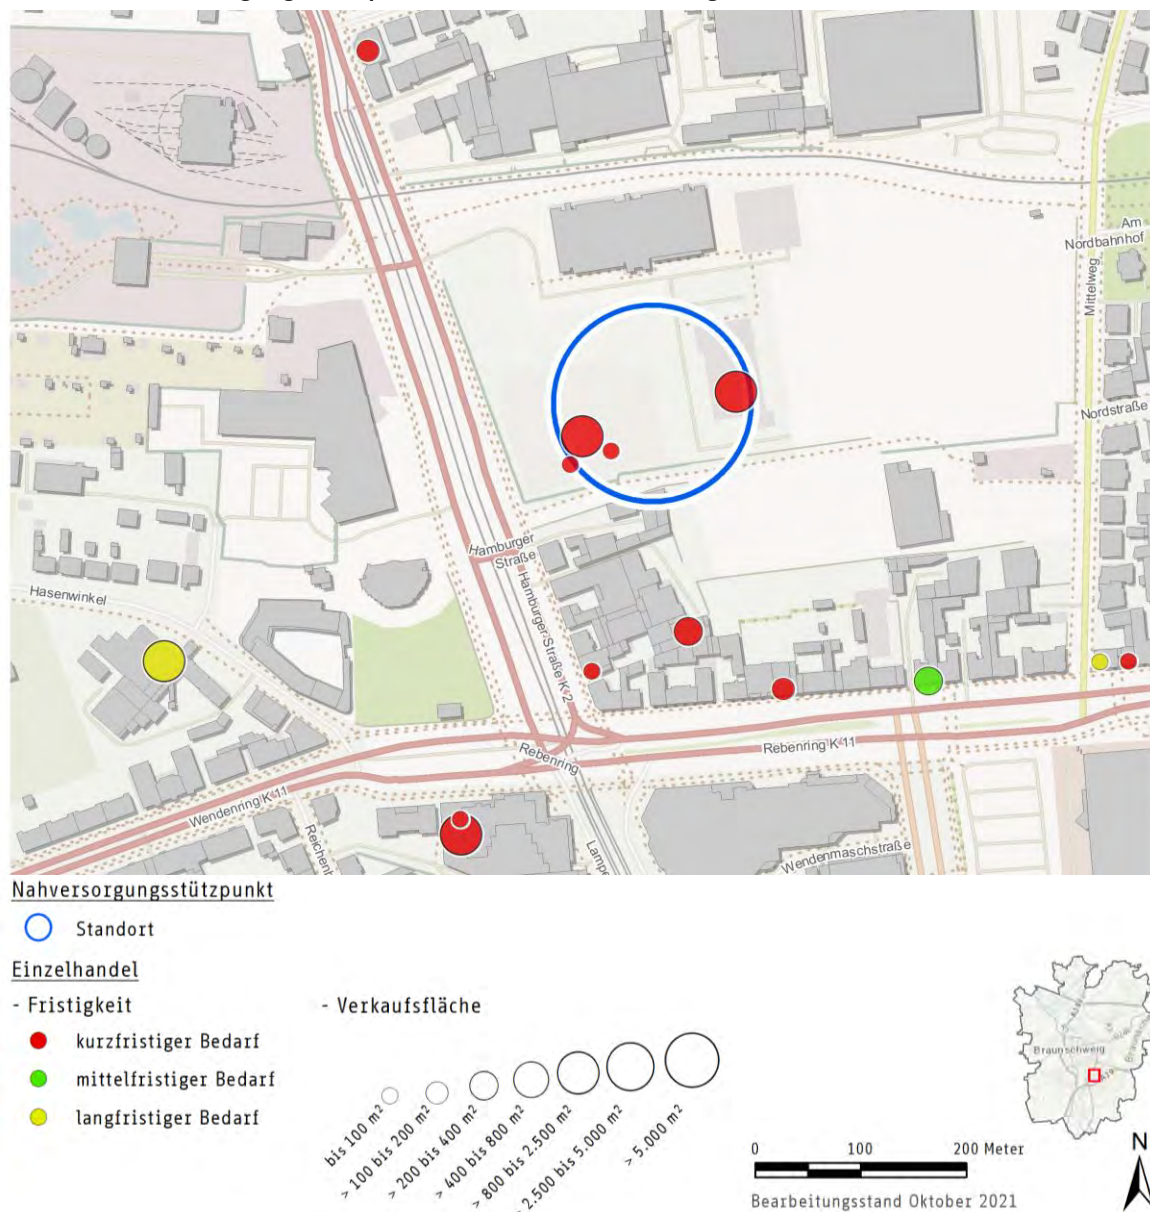 Am
Nordbahnhof
Mittelweg
Nordstraße
Hamburger
Straße
Hamburger Straße K 2
Hasenwinkel
Rebenring
Rebenring K 11
Wendenring K 11
Wendenmaschstraße
Nahversorgungsstützpunkt
Standort
Einzelhandel
- Fristigkeit
- Verkaufsfläche
kurzfristiger Bedarf
mittelfristiger Bedarf
langfristiger Bedarf
bis 100 m²
> 100 bis 200 m²
> 200 bis 400 m²
> 400 bis 800 m²
> 800 bis 2.500 m²
2.500 bis 5.000 m²
> 5.000 m²
Braunschweig
0 100 200 Meter
N
Bearbeitungsstand Oktober 2021